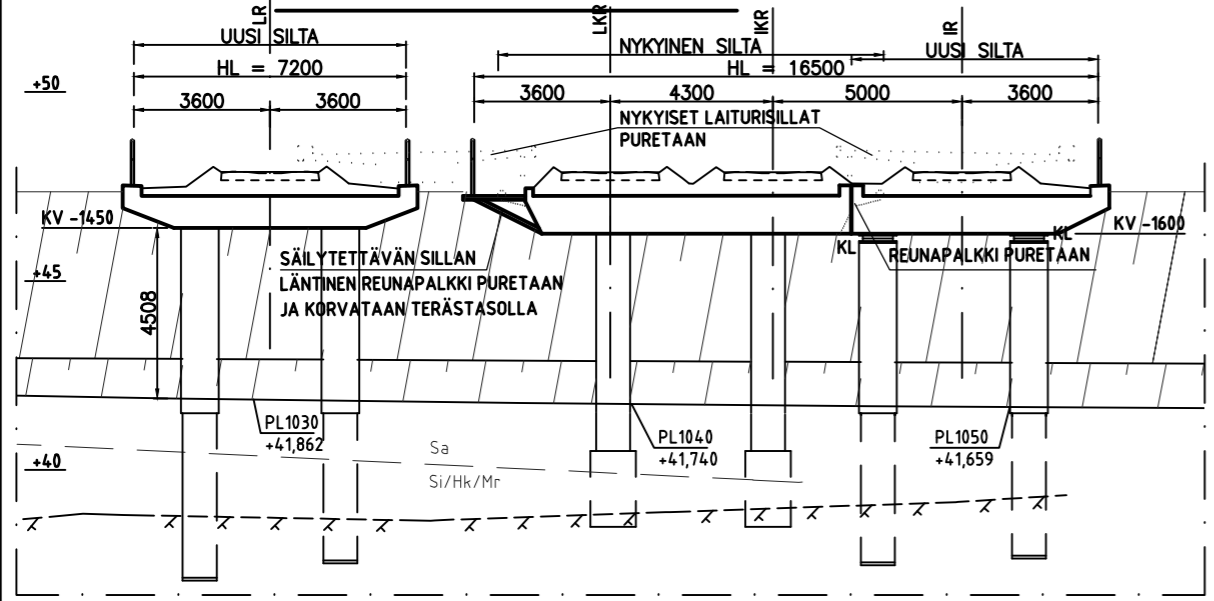 LR
LKR
IKR
IR
UUSI SILTA
NYKYINEN SILTA
UUSI SILTA
HL = 7200
HL = 16500
+50
3600
3600
3600
4300
5000
3600
NYKYISET LAITURISILLAT
PURETAAN
KV -1450
KV -1600
KL
KL
SÄILYTETTÄVÄN SILLAN
LÄNTINEN REUNAPALKKI PURETAAN
JA KORVATAAN TERÄSTASOLLA
REUNAPALKKI PURETAAN
+45
4508
PL1030
+41,862
PL1040
+41,740
PL1050
+41,659
Sa
Si/Hk/Mr
+40